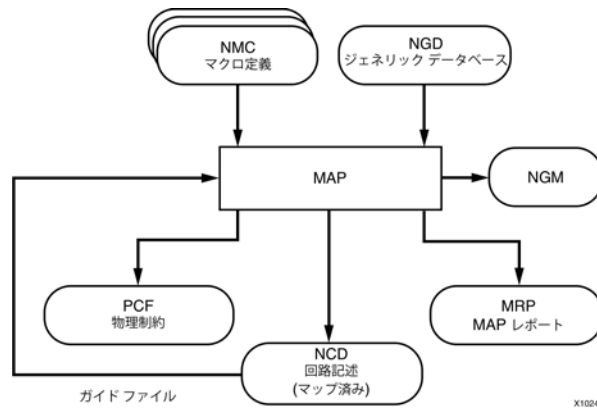 NMC
マクロ定義
NGD
ジェネリック データベース
MAP
NGM
PCF
物理制約
MRP
MAP レポート
NCD
回路記述
(マップ済み)
ガイド ファイル
X1024